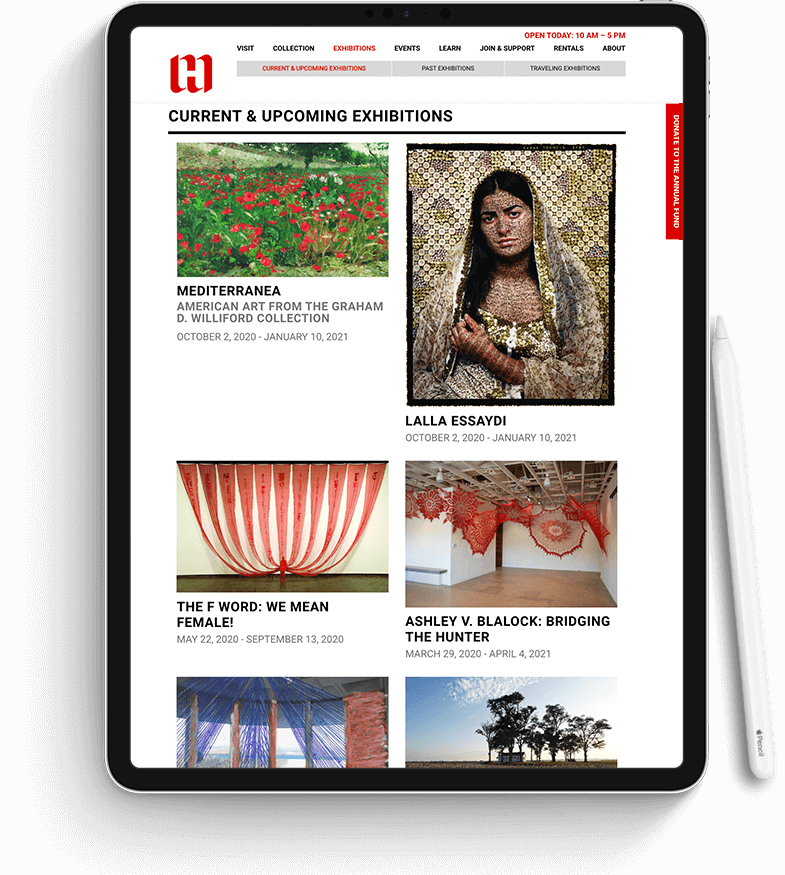 OPEN TODAY: 10 AM – 5 PM
VISIT COLLECTION EXHIBITIONS EVENTS LEARN JOIN & SUPPORT RENTALS ABOUT
CURRENT & UPCOMING EXHIBITIONS PAST EXHIBITIONS TRAVELING EXHIBITIONS
CURRENT & UPCOMING EXHIBITIONS
DONATE TO THE ANNUAL FUND
MEDITERRANEA
AMERICAN ART FROM THE GRAHAM
D. WILLIFORD COLLECTION
OCTOBER 2, 2020 - JANUARY 10, 2021
LALLA ESSAYDI
OCTOBER 2, 2020 - JANUARY 10, 2021
THE F WORD: WE MEAN
FEMALE!
MAY 22, 2020 - SEPTEMBER 13, 2020
ASHLEY V. BLALOCK: BRIDGING
THE HUNTER
MARCH 29, 2020 - APRIL 4, 2021
Pencil